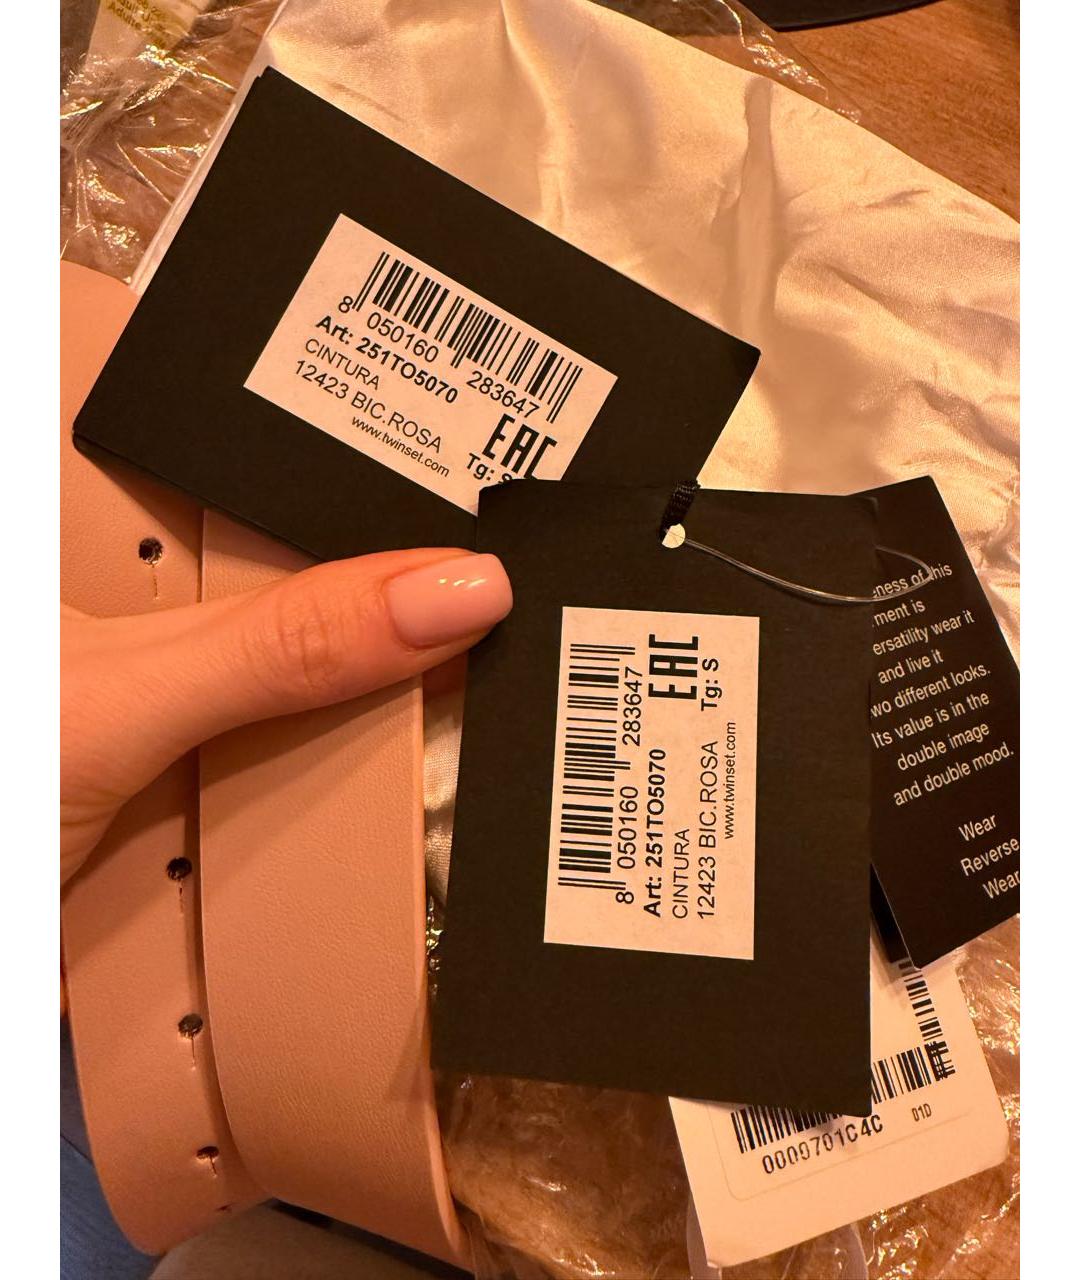 8 050160 283647
Art: 251TO5070
CINTURA
12423 BIC.ROSA
www.twinset.com
EAC
Tg: S
8 050160 283647
Art: 251TO5070
CINTURA
12423 BIC.ROSA
www.twinset.com
EAC
Tg: S
eness of this
ment is
ersatility wear it
and live it
wo different looks.
Its value is in the
double image
and double mood.
Wear
Reverse
Wear
0000701C4C 01D